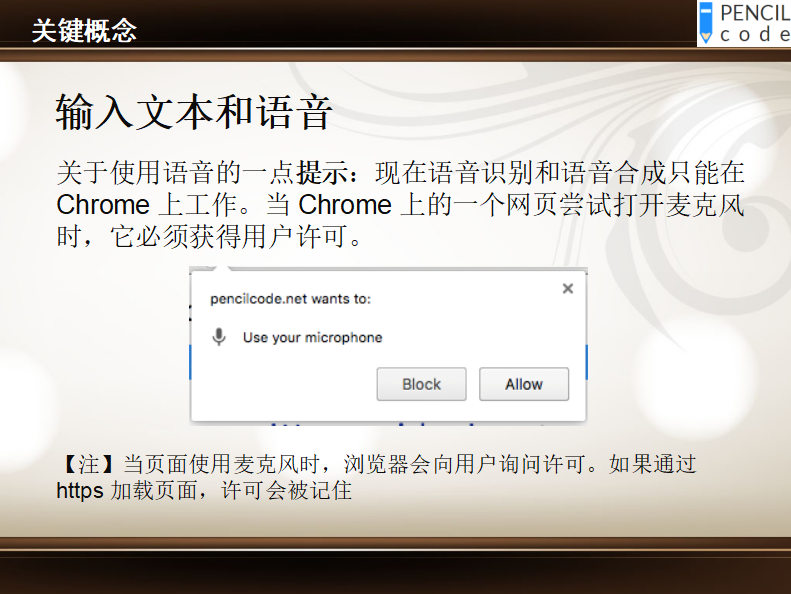 关键概念
PENCIL
code
输入文本和语音
关于使用语音的一点提示：现在语音识别和语音合成只能在
Chrome 上工作。当 Chrome 上的一个网页尝试打开麦克风
时，它必须获得用户许可。
pencilcode.net wants to:
Use your microphone
Block
Allow
【注】当页面使用麦克风时，浏览器会向用户询问许可。如果通过
https 加载页面，许可会被记住